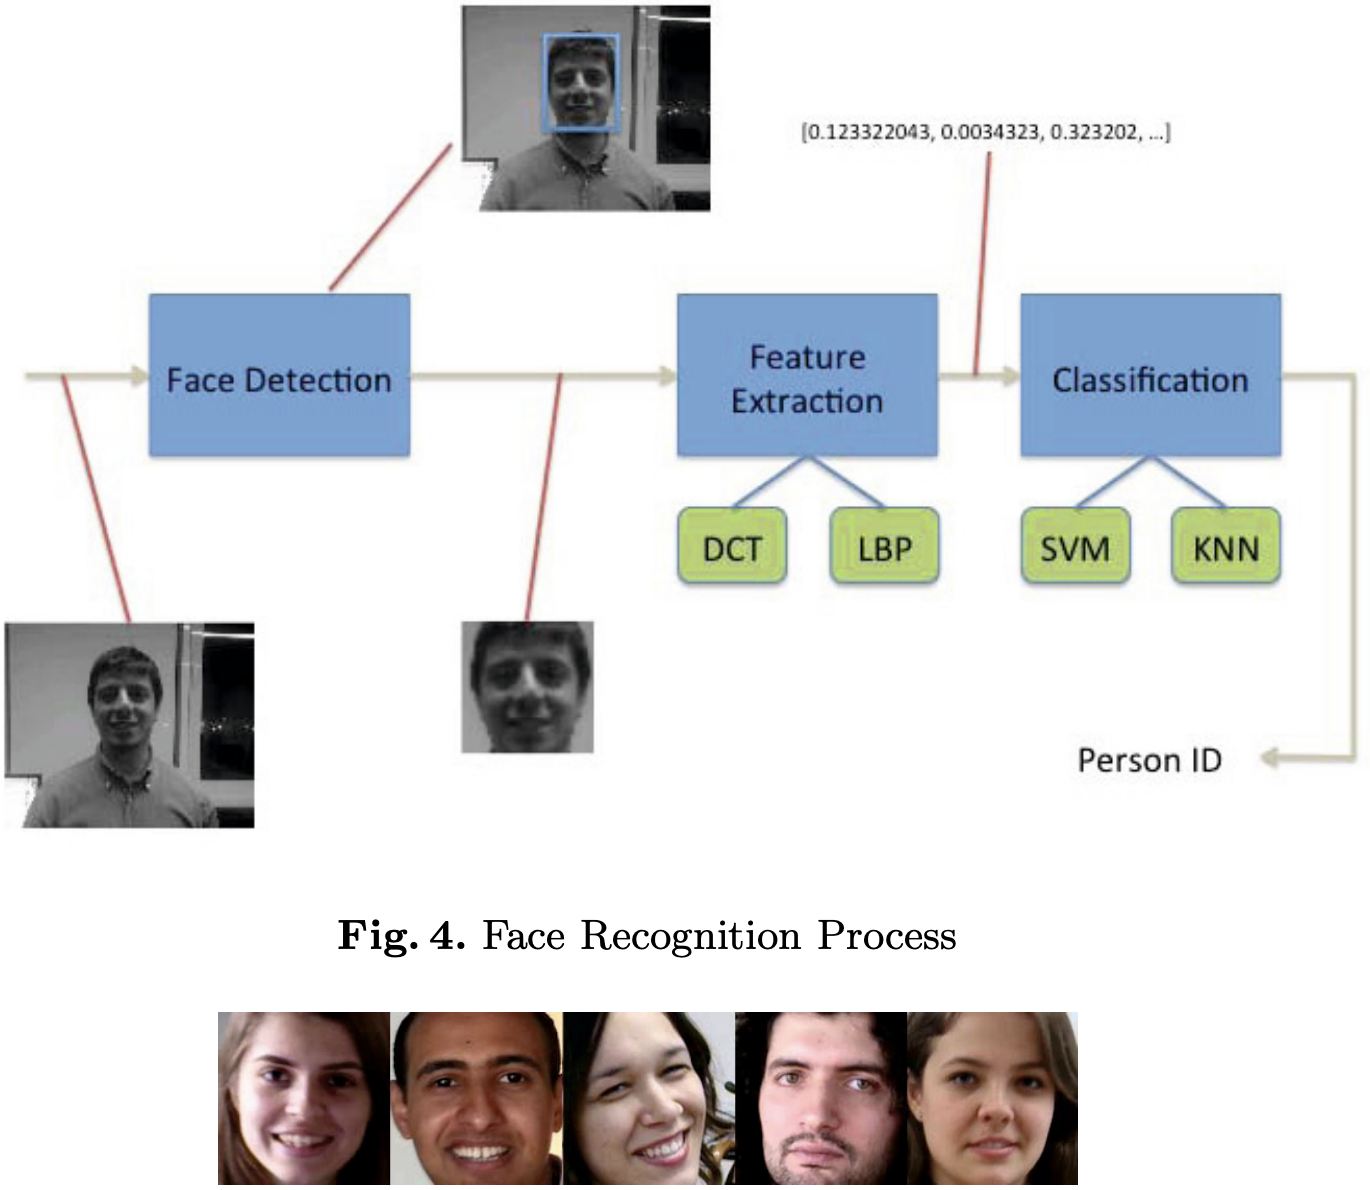 [0.123322043, 0.0034323, 0.323202, ...]
Face Detection
Feature
Extraction
Classification
DCT
LBP
SVM
KNN
Person ID
Fig. 4. Face Recognition Process